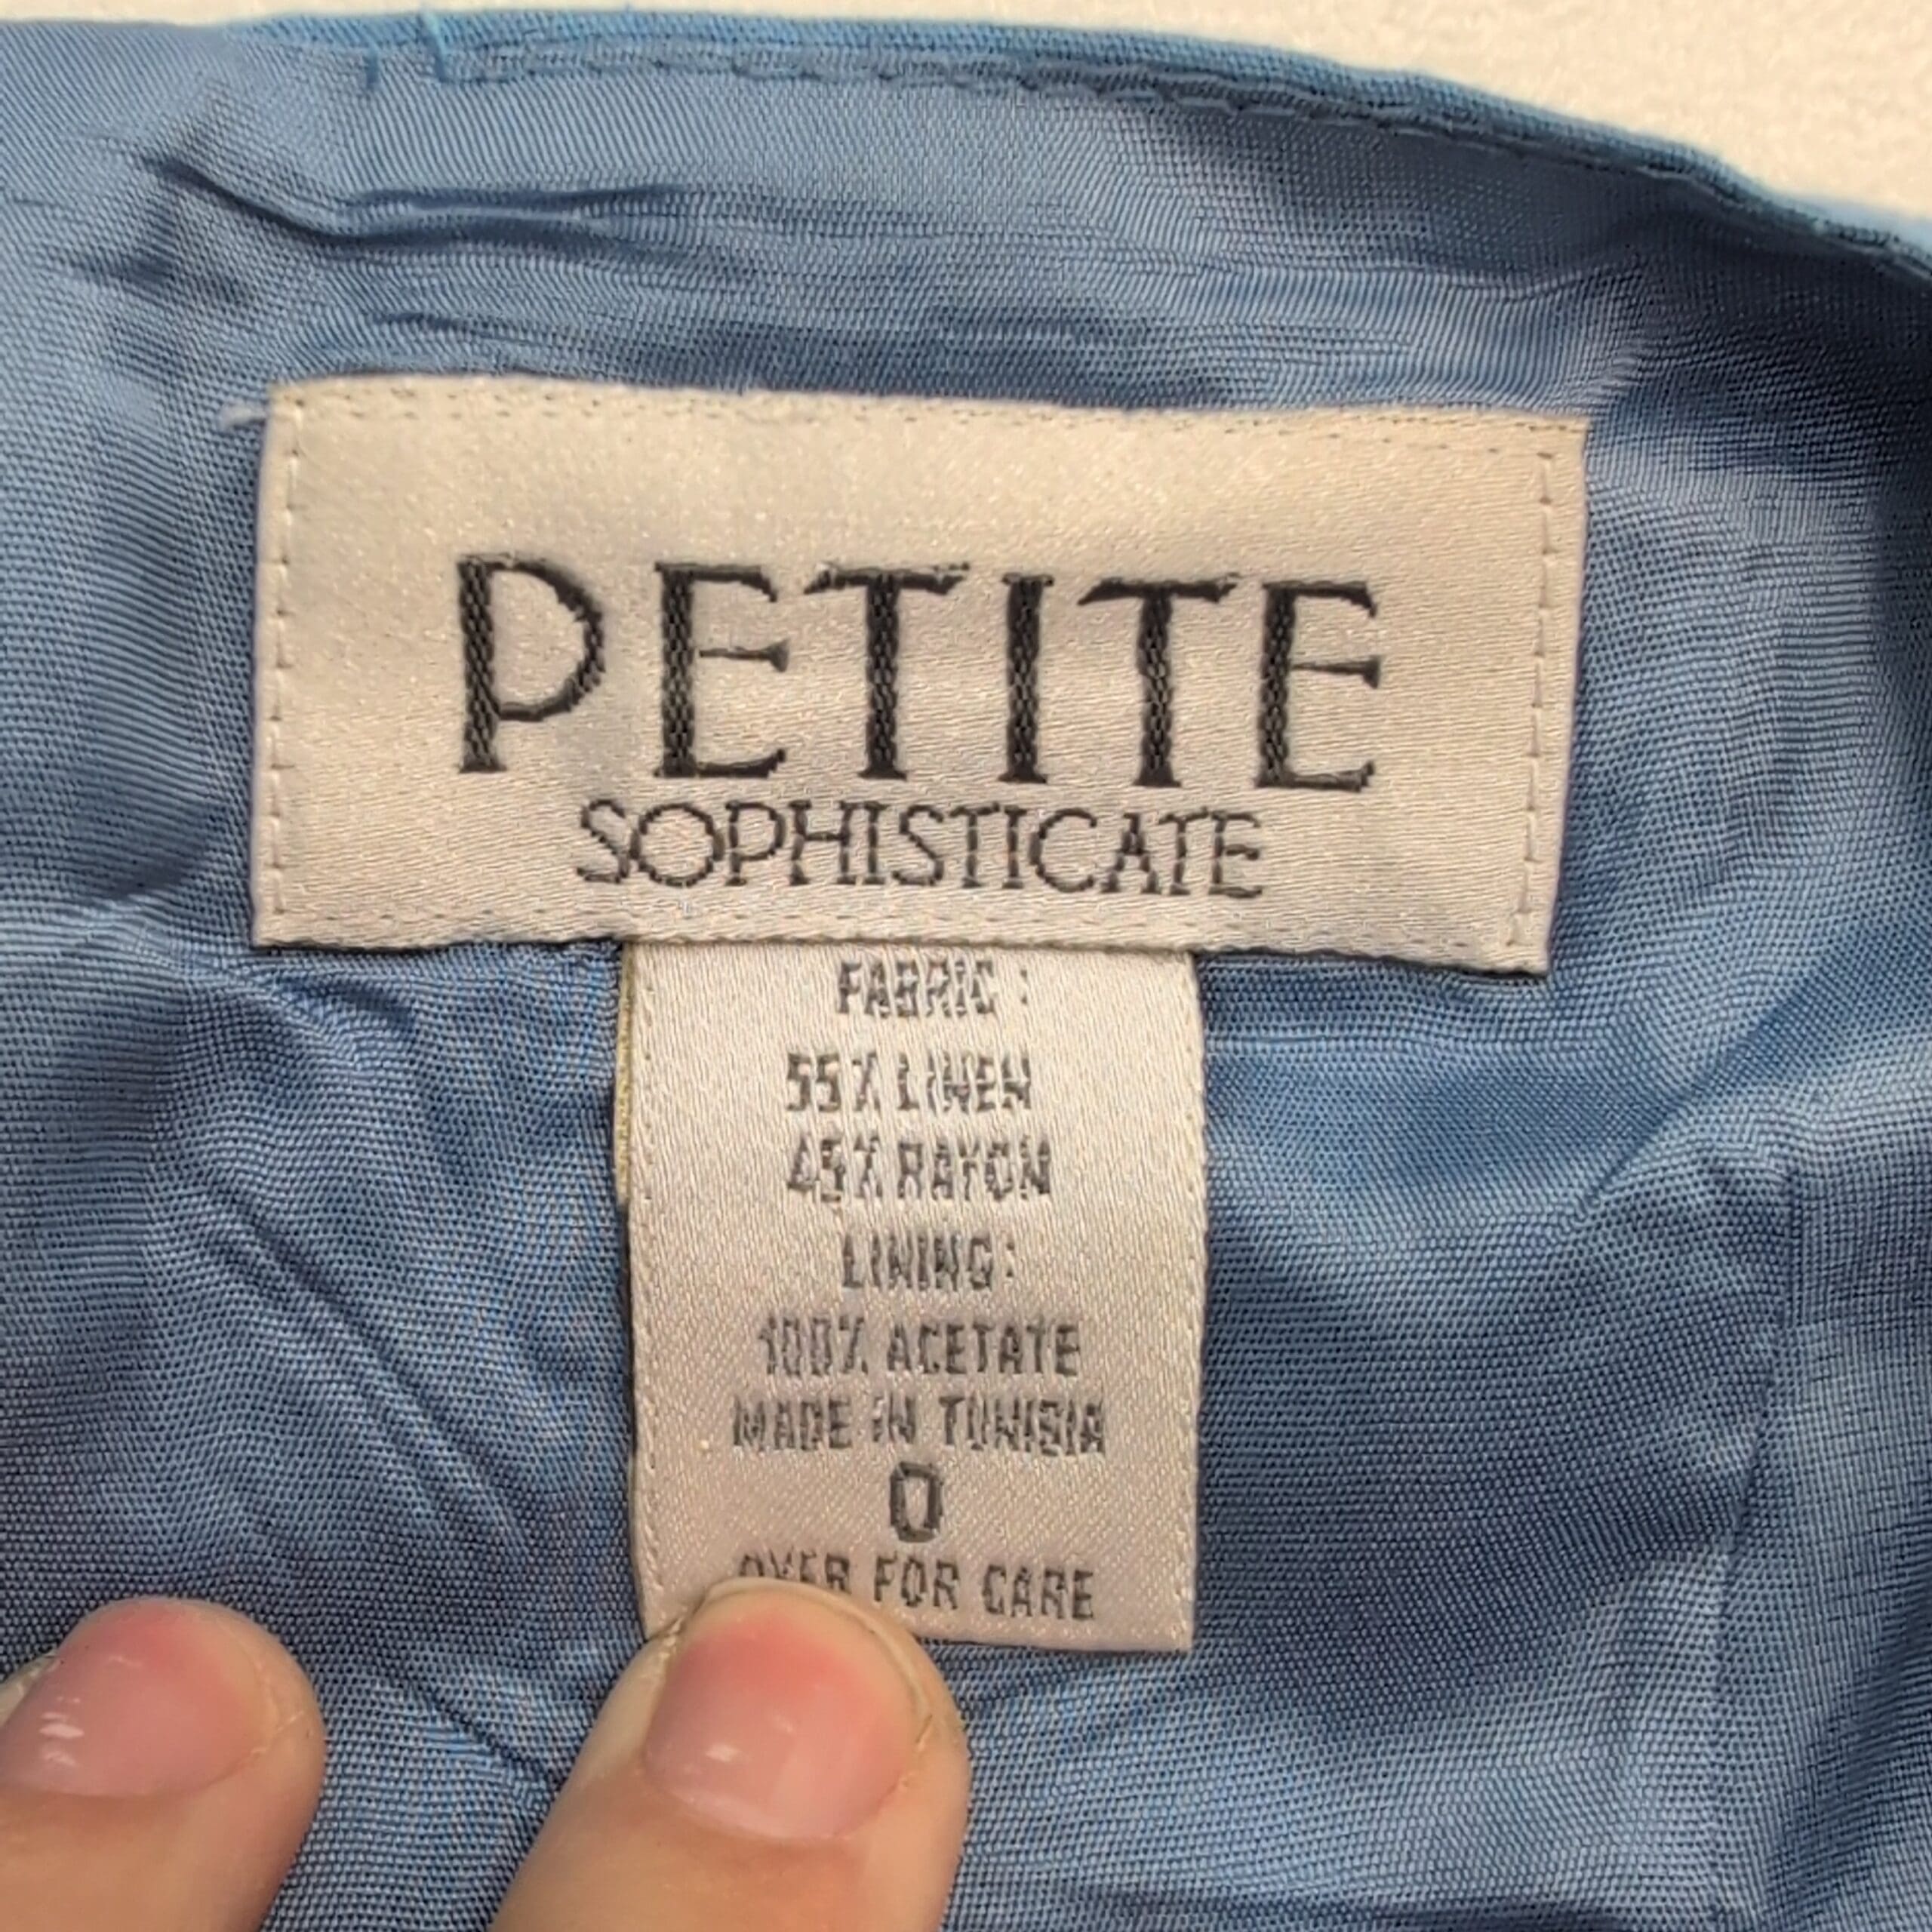 PETITE
SOPHISTICATE
FABRIC :
55% LINEN
45% RAYON
LINING:
100% ACETATE
MADE IN TUNISIA
0
OVER FOR CARE